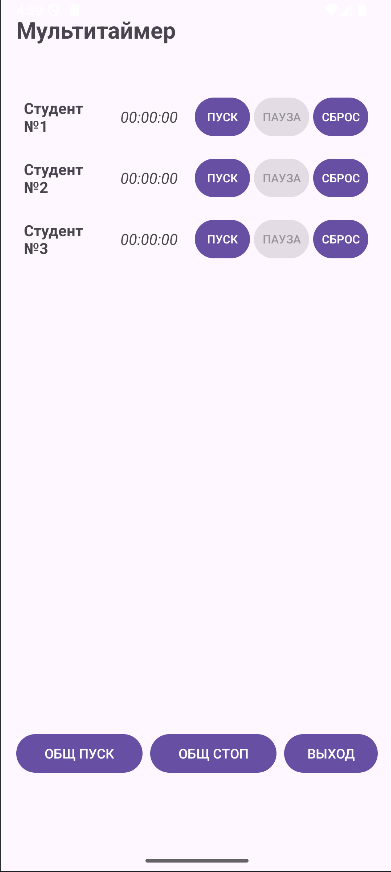 Мультитаймер
Студент
№1
00:00:00 ПУСК ПАУЗА СБРОС
Студент
№2
00:00:00 ПУСК ПАУЗА СБРОС
Студент
№3
00:00:00 ПУСК ПАУЗА СБРОС
ОБЩ ПУСК ОБЩ СТОП ВЫХОД